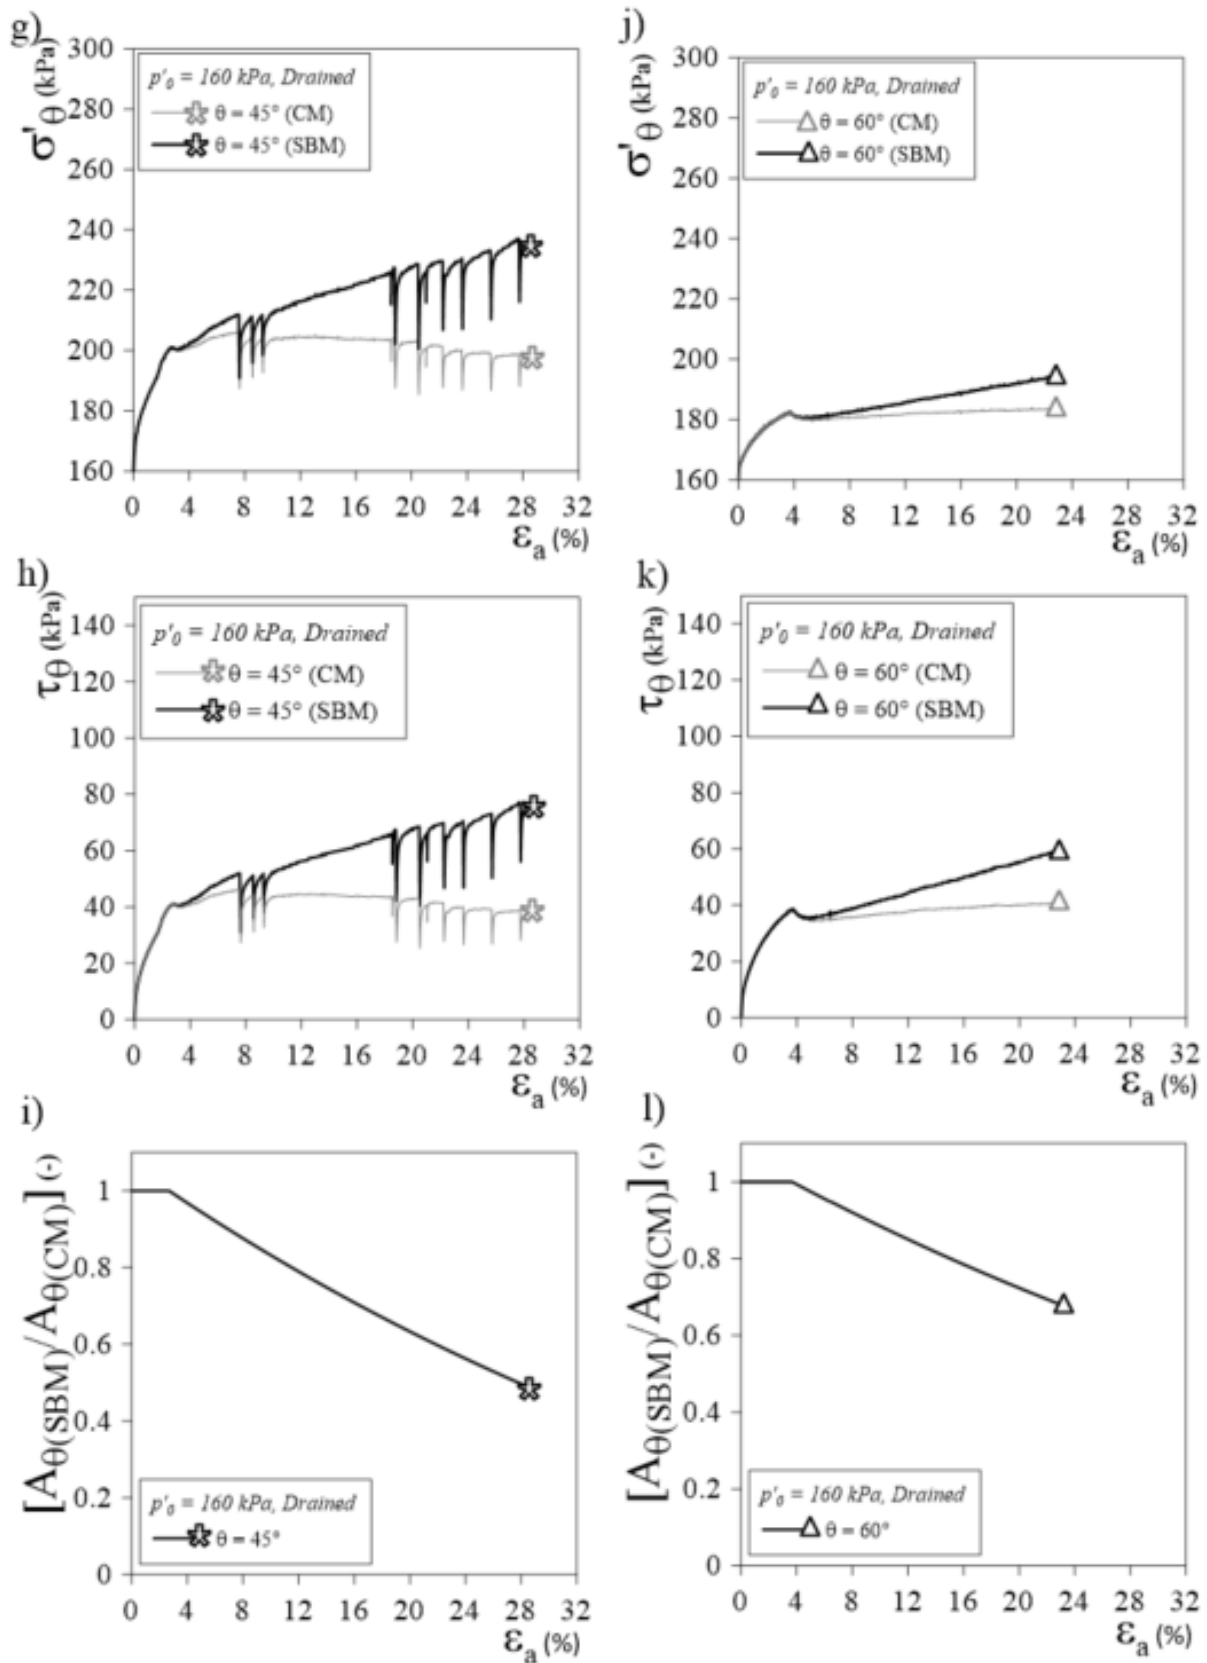 g)
σ'θ (kPa)
300
280
260
240
220
200
180
160
p'0 = 160 kPa, Drained
θ = 45° (CM)
θ = 45° (SBM)
0 4 8 12 16 20 24 28 32
εa (%)
j)
σ'θ (kPa)
300
280
260
240
220
200
180
160
p'0 = 160 kPa, Drained
θ = 60° (CM)
θ = 60° (SBM)
0 4 8 12 16 20 24 28 32
εa (%)
h)
τθ (kPa)
140
120
100
80
60
40
20
0
p'0 = 160 kPa, Drained
θ = 45° (CM)
θ = 45° (SBM)
0 4 8 12 16 20 24 28 32
εa (%)
k)
τθ (kPa)
140
120
100
80
60
40
20
0
p'0 = 160 kPa, Drained
θ = 60° (CM)
θ = 60° (SBM)
0 4 8 12 16 20 24 28 32
εa (%)
i)
[Aθ(SBM)/Aθ(CM)] (-)
1
0.8
0.6
0.4
0.2
0
p'0 = 160 kPa, Drained
θ = 45°
0 4 8 12 16 20 24 28 32
εa (%)
l)
[Aθ(SBM)/Aθ(CM)] (-)
1
0.8
0.6
0.4
0.2
0
p'0 = 160 kPa, Drained
θ = 60°
0 4 8 12 16 20 24 28 32
εa (%)